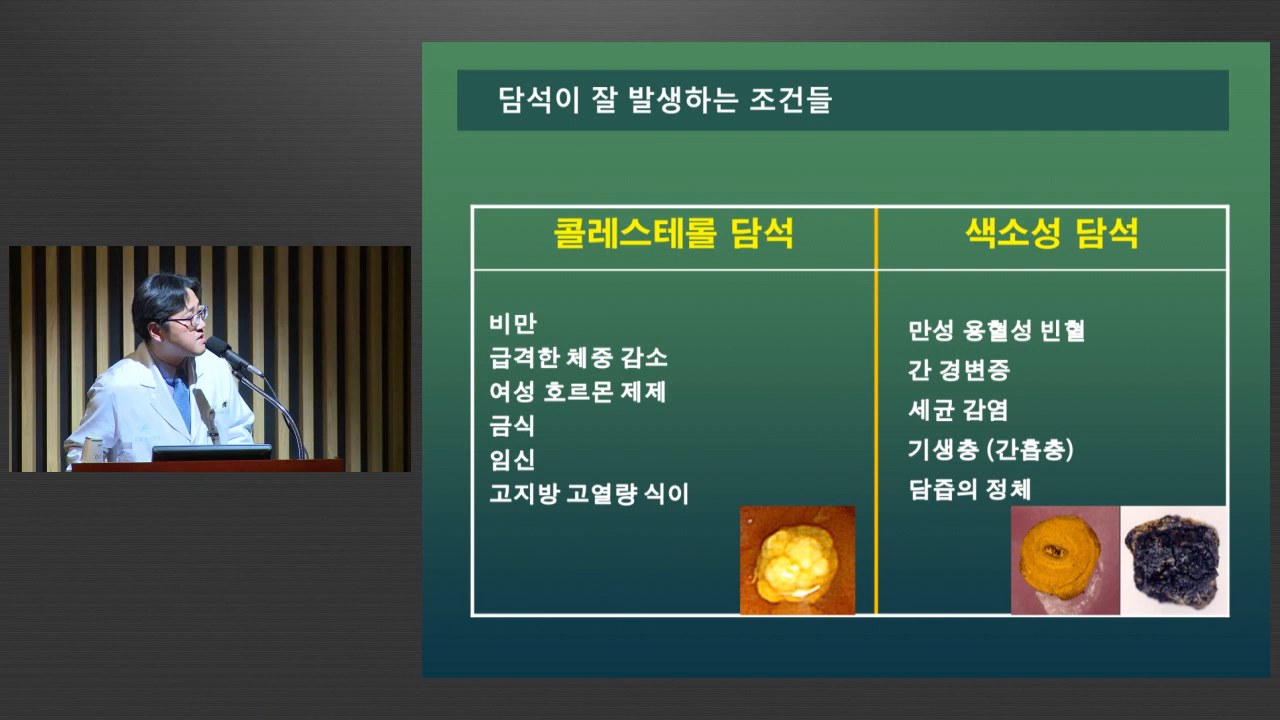 담석이 잘 발생하는 조건들
콜레스테롤 담석
색소성 담석
비만
급격한 체중 감소
여성 호르몬 제제
금식
임신
고지방 고열량 식이
만성 용혈성 빈혈
간 경변증
세균 감염
기생충 (간흡충)
담즙의 정체